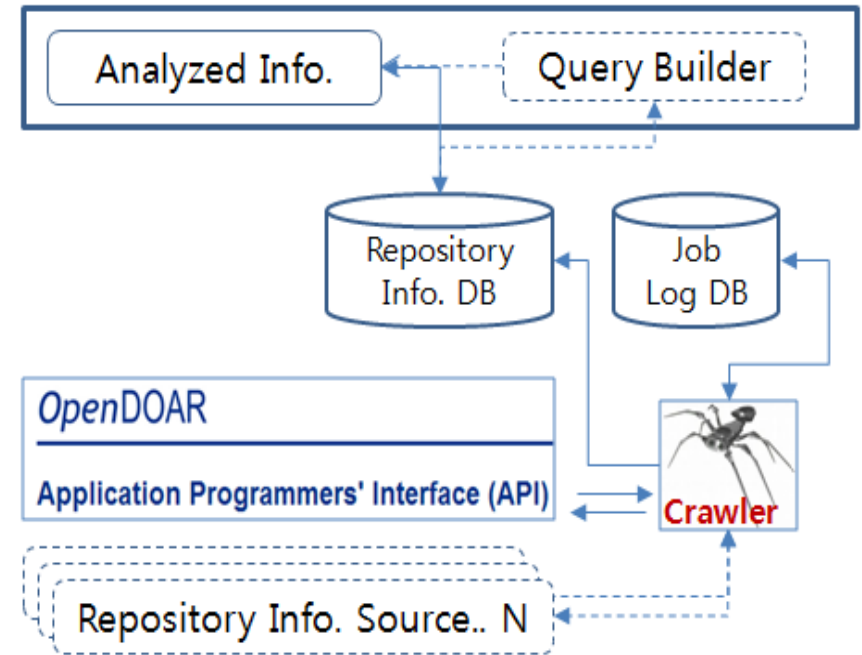 Analyzed Info.
Query Builder
Repository
Info. DB
Job
Log DB
OpenDOAR
Application Programmers' Interface (API)
Crawler
Repository Info. Source.. N